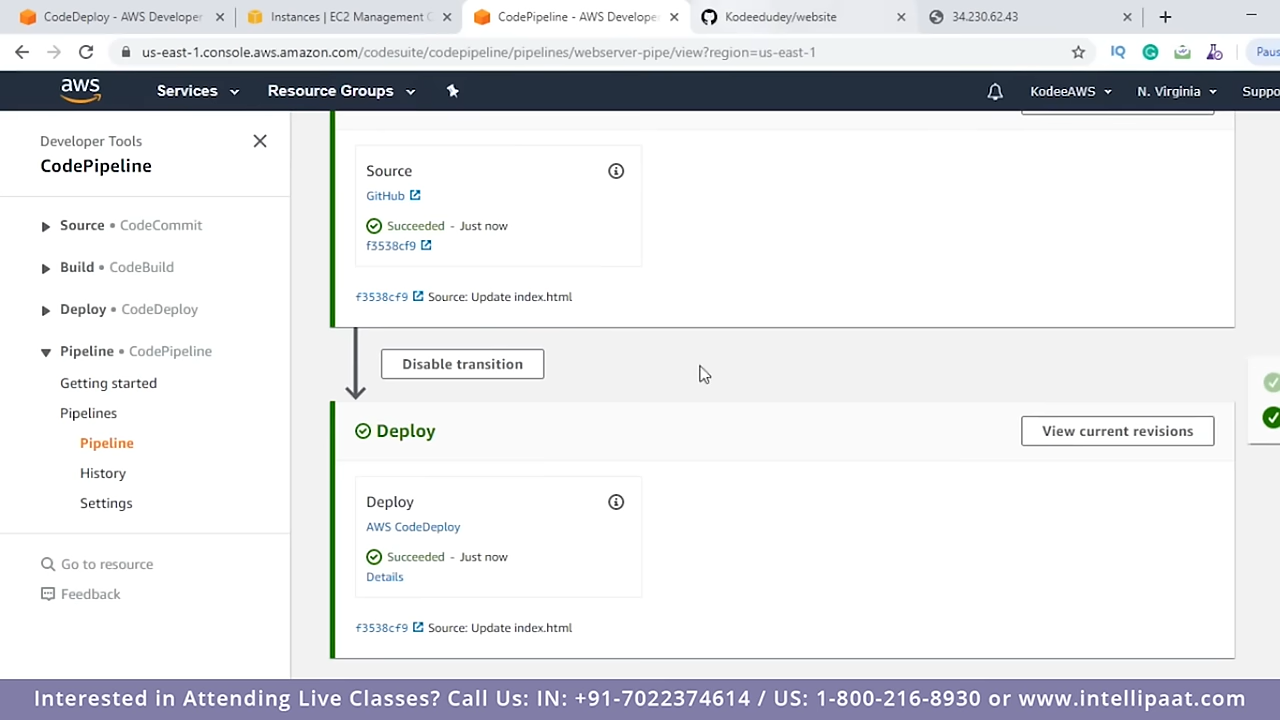 CodeDeploy - AWS Developer
Instances | EC2 Management C
CodePipeline - AWS Develope
Kodeedudey/website
34.230.62.43
us-east-1.console.aws.amazon.com/codesuite/codepipeline/pipelines/webserver-pipe/view?region=us-east-1
IQ
Paus
aws
Services
Resource Groups
KodeeAWS
N. Virginia
Suppo
Developer Tools
CodePipeline
Source • CodeCommit
Build • CodeBuild
Deploy • CodeDeploy
Pipeline • CodePipeline
Getting started
Pipelines
Pipeline
History
Settings
Go to resource
Feedback
Source
GitHub
Succeeded - Just now
f3538cf9
f3538cf9 Source: Update index.html
Disable transition
Deploy
View current revisions
Deploy
AWS CodeDeploy
Succeeded - Just now
Details
f3538cf9 Source: Update index.html
Interested in Attending Live Classes? Call Us: IN: +91-7022374614 / US: 1-800-216-8930 or www.intellipaat.com